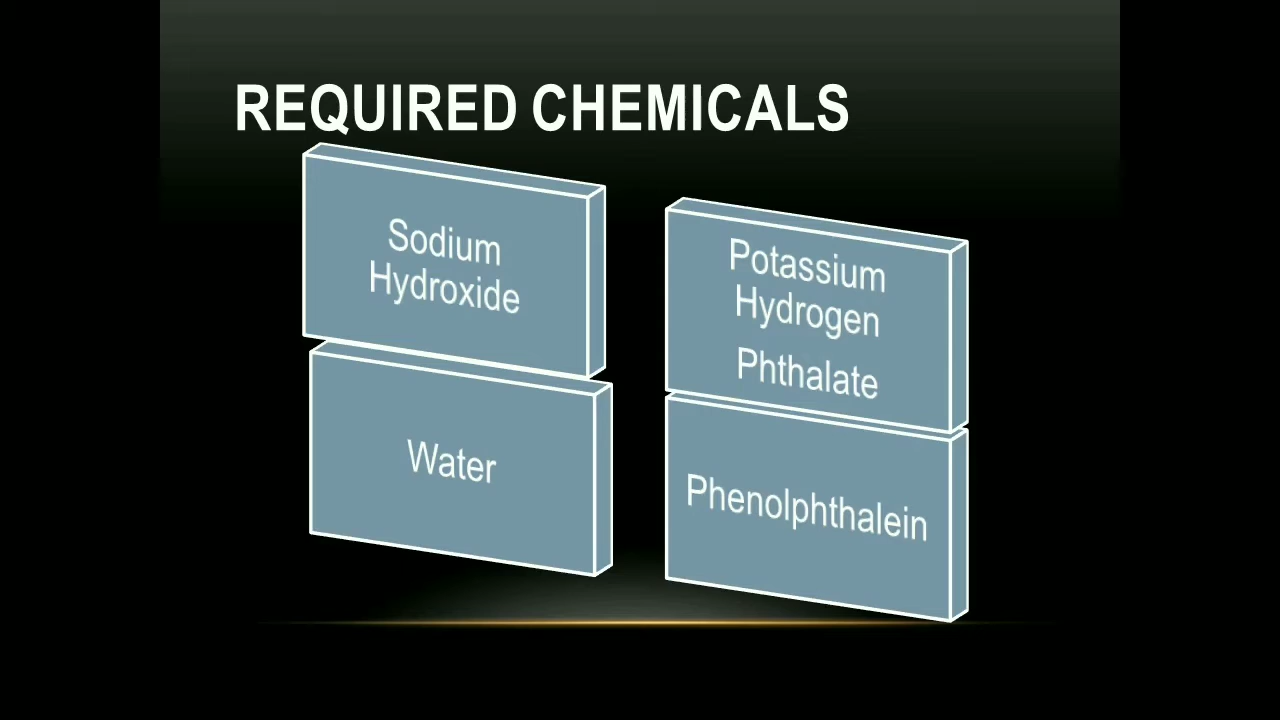 REQUIRED CHEMICALS
Sodium
Hydroxide
Potassium
Hydrogen
Phthalate
Water
Phenolphthalein